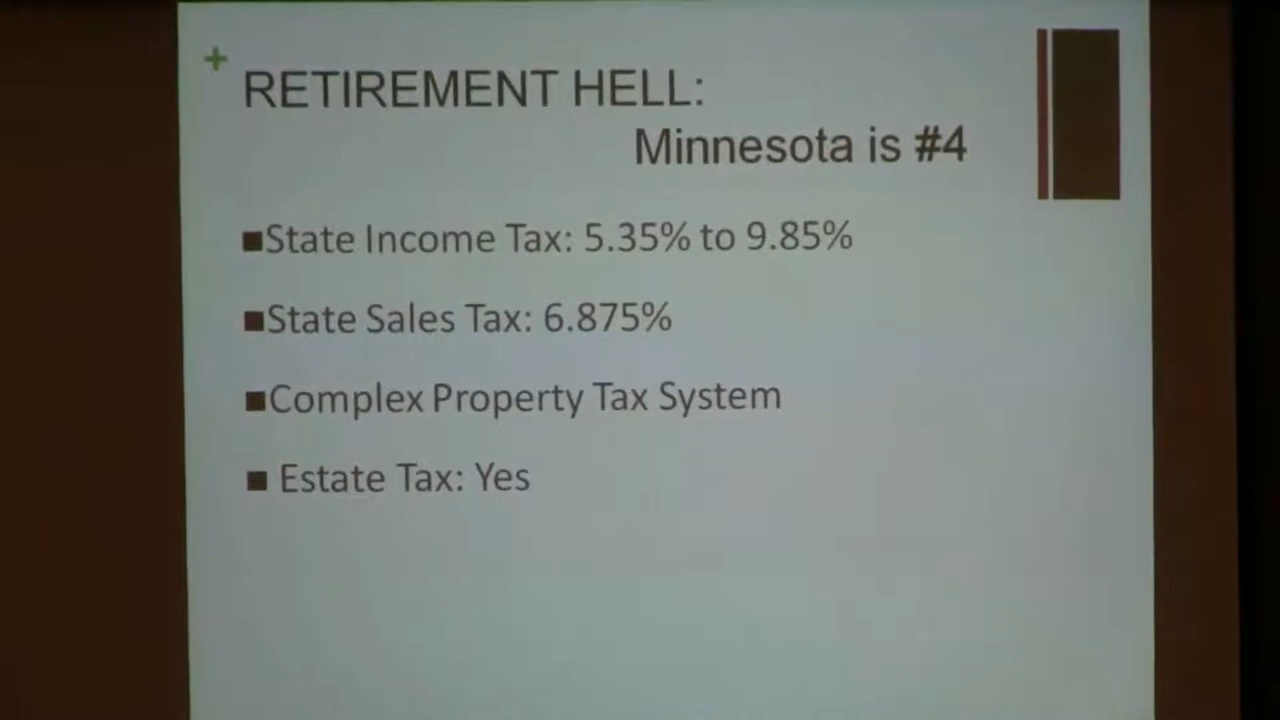 +
RETIREMENT HELL:
Minnesota is #4
■State Income Tax: 5.35% to 9.85%
■State Sales Tax: 6.875%
■Complex Property Tax System
■ Estate Tax: Yes